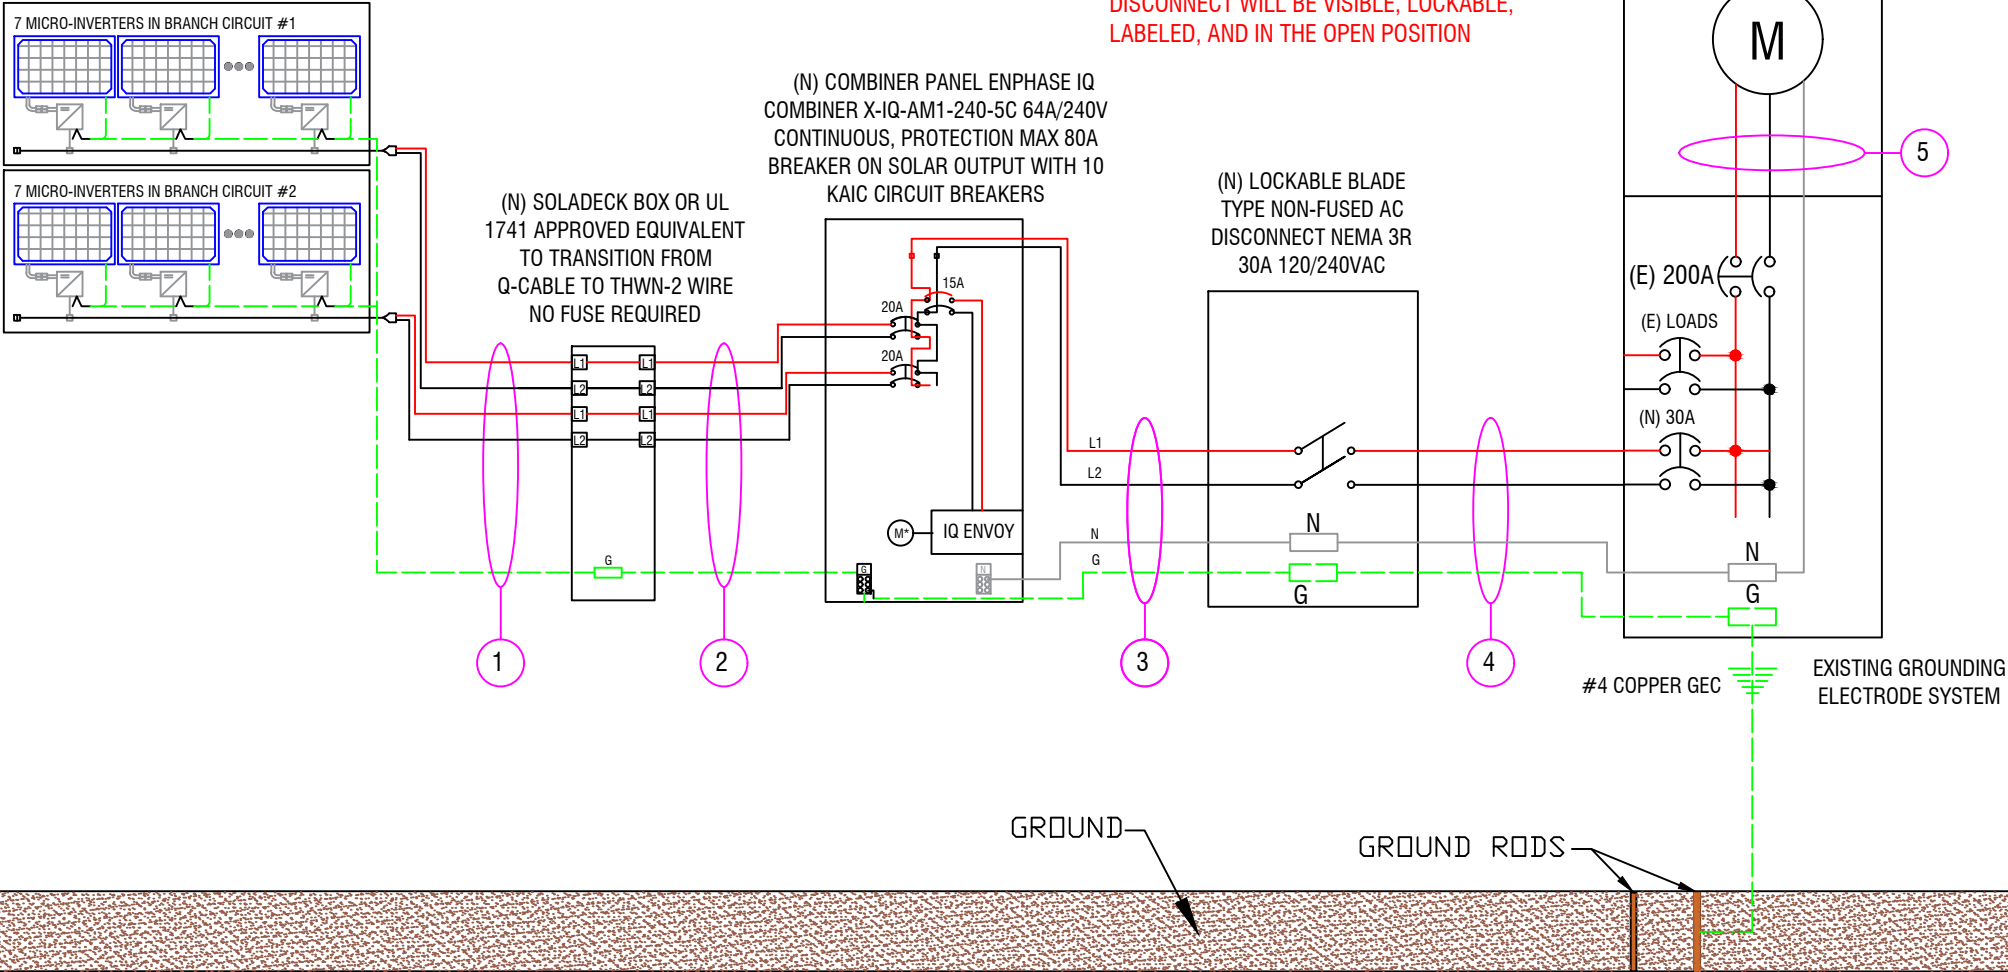 DISCONNECT WILL BE VISIBLE, LOCKABLE,
LABELED, AND IN THE OPEN POSITION
7 MICRO-INVERTERS IN BRANCH CIRCUIT #1
7 MICRO-INVERTERS IN BRANCH CIRCUIT #2
(N) SOLADECK BOX OR UL
1741 APPROVED EQUIVALENT
TO TRANSITION FROM
Q-CABLE TO THWN-2 WIRE
NO FUSE REQUIRED
L1 L1
L2 L2
L1 L1
L2 L2
G
1
2
(N) COMBINER PANEL ENPHASE IQ
COMBINER X-IQ-AM1-240-5C 64A/240V
CONTINUOUS, PROTECTION MAX 80A
BREAKER ON SOLAR OUTPUT WITH 10
KAIC CIRCUIT BREAKERS
15A
20A
20A
M*
IQ ENVOY
G
N
L1
L2
N
G
3
(N) LOCKABLE BLADE
TYPE NON-FUSED AC
DISCONNECT NEMA 3R
30A 120/240VAC
N
G
4
M
5
(E) 200A
(E) LOADS
(N) 30A
N
G
#4 COPPER GEC
EXISTING GROUNDING
ELECTRODE SYSTEM
GROUND
GROUND RODS